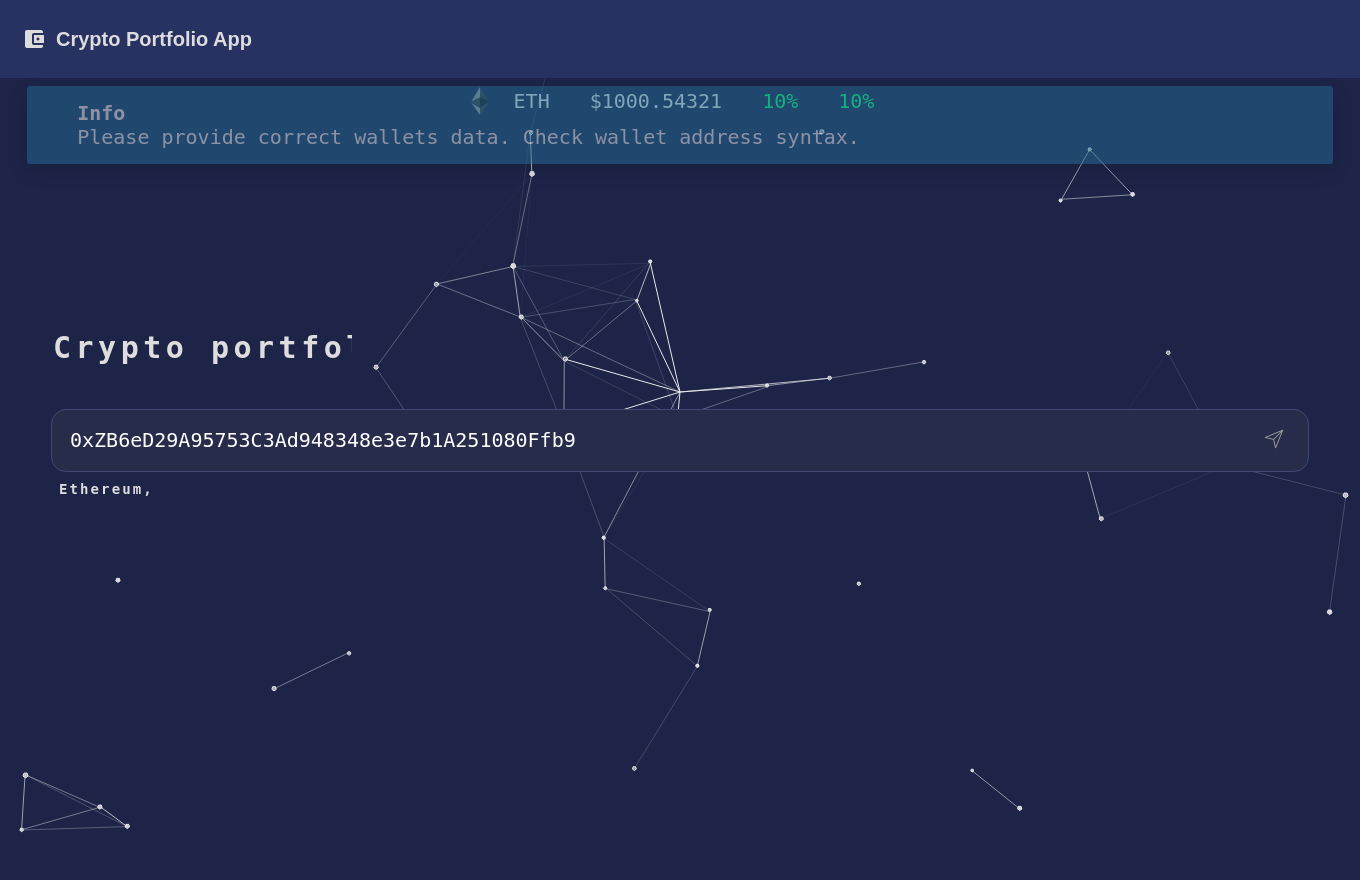 Crypto Portfolio App
ETH $1000.54321 10% 10%
Info
Please provide correct wallets data. Check wallet address syntax.
Crypto portfo
0xZB6eD29A95753C3Ad948348e3e7b1A251080Ffb9
Ethereum,